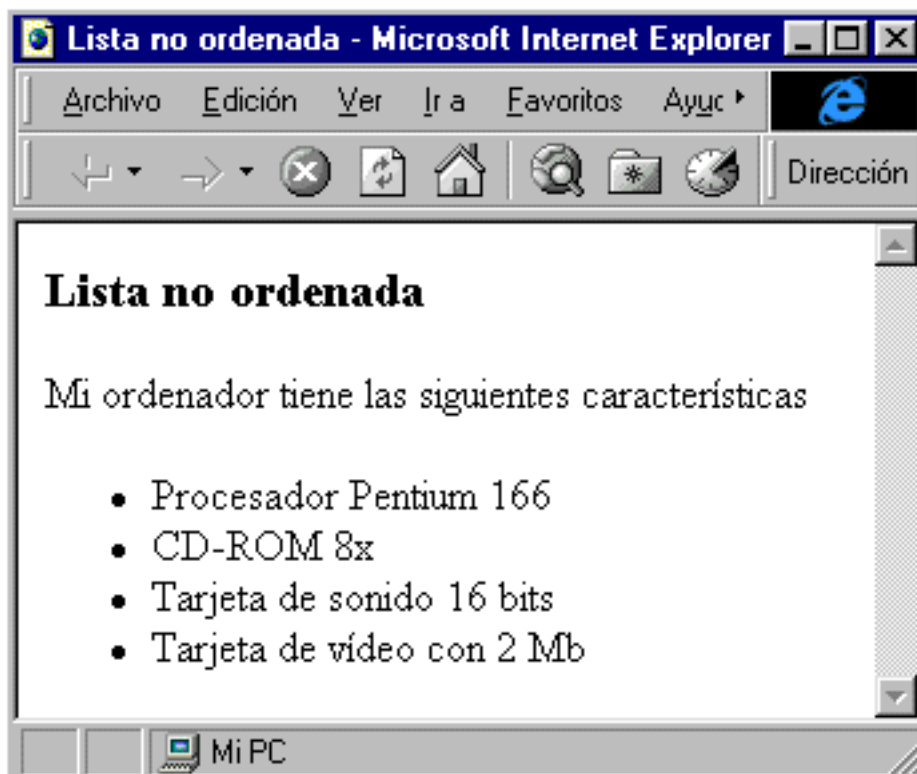 Lista no ordenada - Microsoft Internet Explorer
Archivo Edición Ver Ir a Favoritos
Dirección
Lista no ordenada
Mi ordenador tiene las siguientes características
Procesador Pentium 166
CD-ROM 8x
Tarjeta de sonido 16 bits
Tarjeta de vídeo con 2 Mb
Mi PC